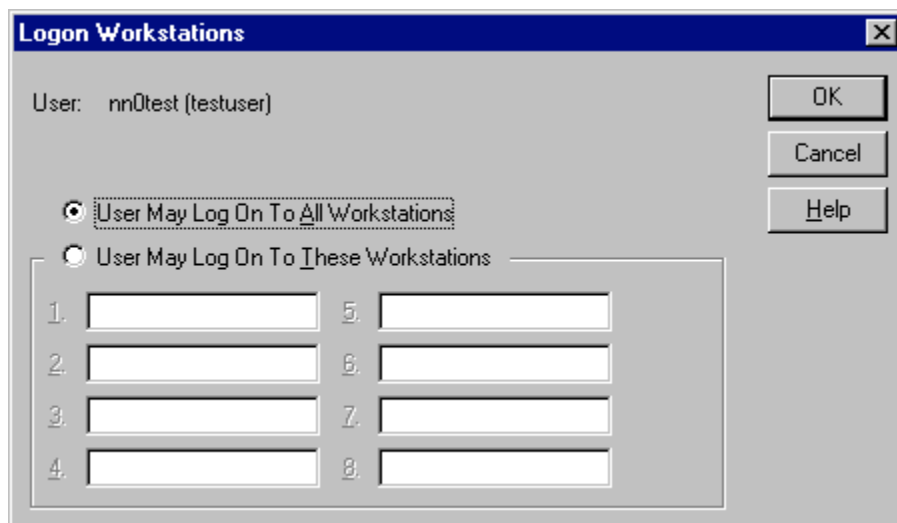 Logon Workstations
User: nn0test (testuser)
OK
Cancel
Help
User May Log On To All Workstations
User May Log On To These Workstations
1. 5.
2. 6.
3. 7.
4. 8.